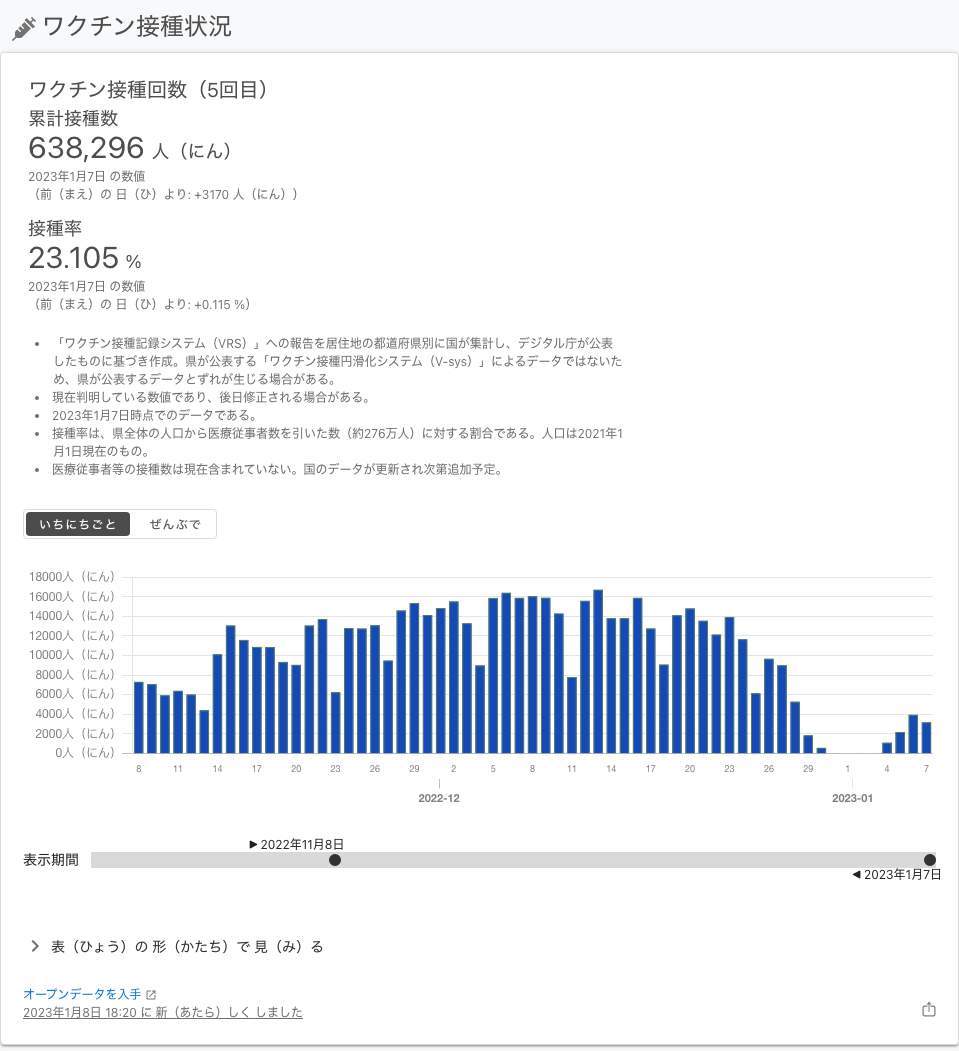 ワクチン接種状況
ワクチン接種回数（5回目）
累計接種数
638,296 人（にん）
2023年1月7日 の数値
（前（まえ）の 日（ひ）より: +3170 人（にん））
接種率
23.105 %
2023年1月7日 の数値
（前（まえ）の 日（ひ）より: +0.115 %）
• 「ワクチン接種記録システム（VRS）」への報告を居住地の都道府県別に国が集計し、デジタル庁が公表
したものに基づき作成。県が公表する「ワクチン接種円滑化システム（V-sys）」によるデータではないた
め、県が公表するデータとずれが生じる場合がある。
• 現在判明している数値であり、後日修正される場合がある。
• 2023年1月7日時点でのデータである。
• 接種率は、県全体の人口から医療従事者数を引いた数（約276万人）に対する割合である。人口は2021年1
月1日現在のもの。
• 医療従事者等の接種数は現在含まれていない。国のデータが更新され次第追加予定。
いちにちごと ぜんぶで
18000人（にん）
16000人（にん）
14000人（にん）
12000人（にん）
10000人（にん）
8000人（にん）
6000人（にん）
4000人（にん）
2000人（にん）
0人（にん）
8 11 14 17 20 23 26 29 2 5 8 11 14 17 20 23 26 29 1 4 7
2022-12 2023-01
▶ 2022年11月8日
表示期間
◀ 2023年1月7日
表（ひょう）の 形（かたち）で 見（み）る
オープンデータを入手
2023年1月8日 18:20 に 新（あたら）しく しました